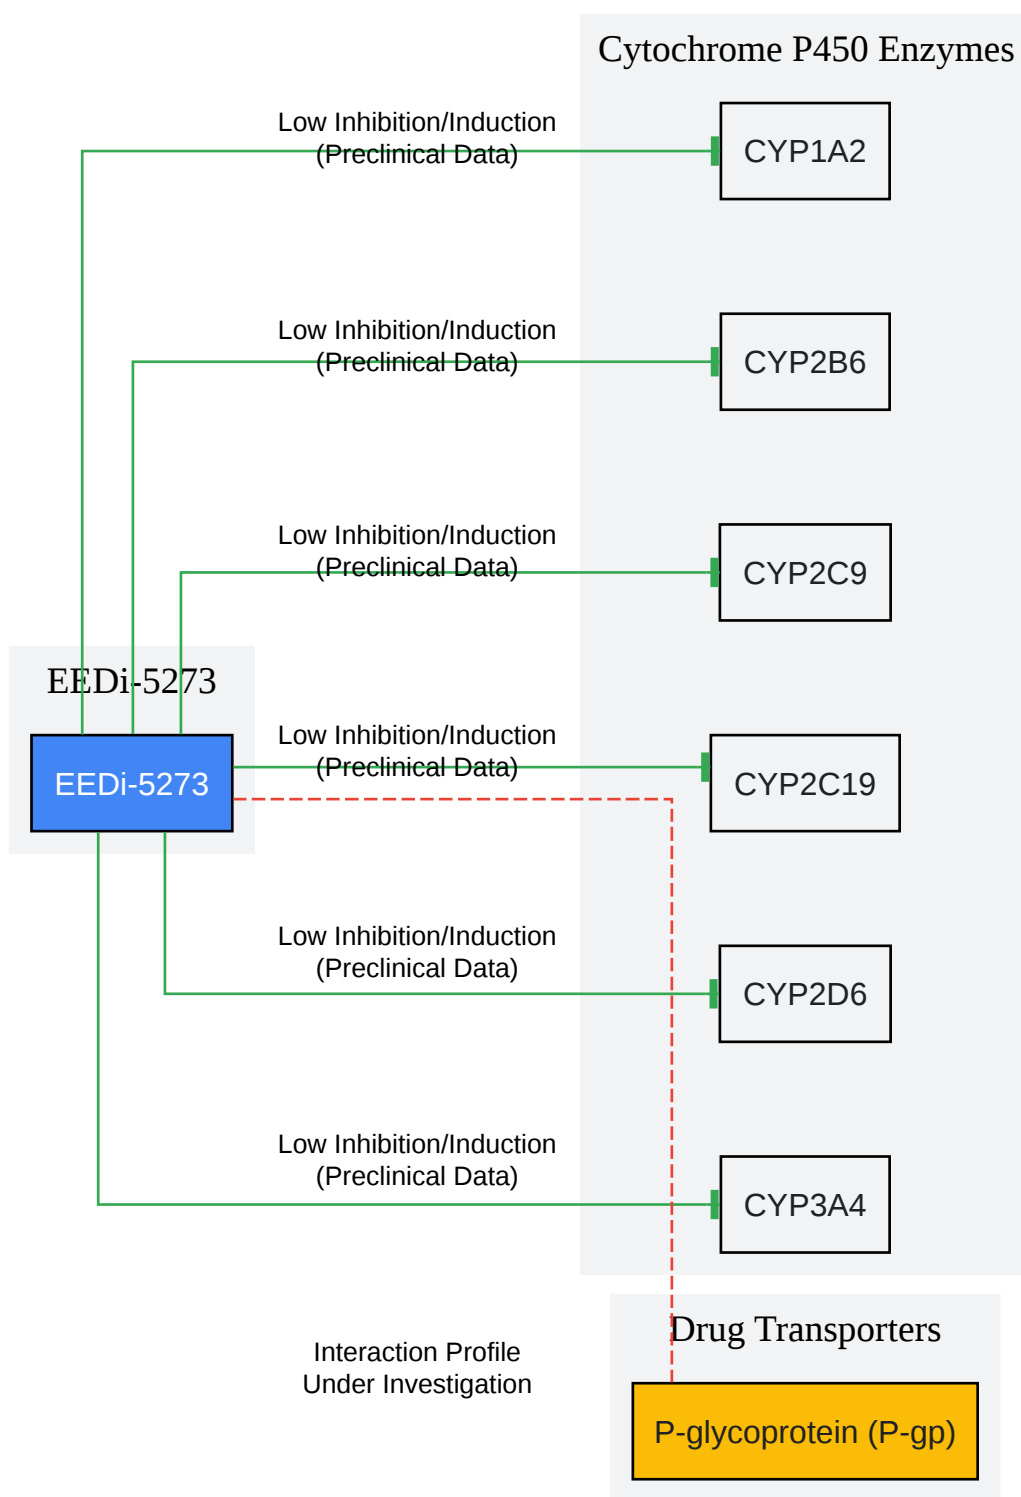 Cytochrome P450 Enzymes
Low Inhibition/Induction
(Preclinical Data)
CYP1A2
Low Inhibition/Induction
(Preclinical Data)
CYP2B6
Low Inhibition/Induction
(Preclinical Data)
CYP2C9
EEDi-5273
EEDi-5273
Low Inhibition/Induction
(Preclinical Data)
CYP2C19
Low Inhibition/Induction
(Preclinical Data)
CYP2D6
Low Inhibition/Induction
(Preclinical Data)
CYP3A4
Interaction Profile
Under Investigation
Drug Transporters
P-glycoprotein (P-gp)